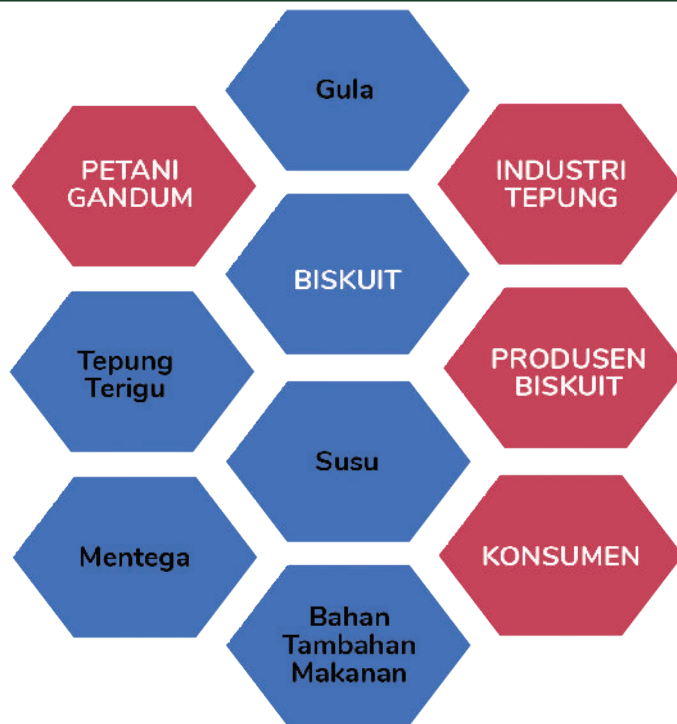 Gula
PETANI
GANDUM
INDUSTRI
TEPUNG
BISKUIT
Tepung
Terigu
PRODUSEN
BISKUIT
Susu
Mentega
KONSUMEN
Bahan
Tambahan
Makanan